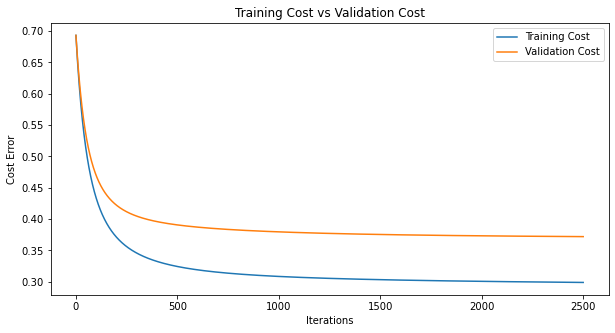 Training Cost vs Validation Cost
Training Cost
Validation Cost
Cost Error
0.70
0.65
0.60
0.55
0.50
0.45
0.40
0.35
0.30
0 500 1000 1500 2000 2500
Iterations